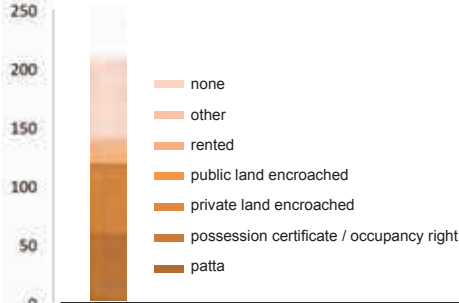 250
200
150
100
50
0
none
other
rented
public land encroached
private land encroached
possession certificate / occupancy right
patta